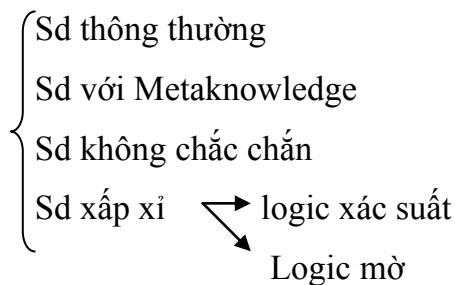 Sd thông thường
Sd với Metaknowledge
Sd không chắc chắn
Sd xấp xỉ logic xác suất
Logic mờ